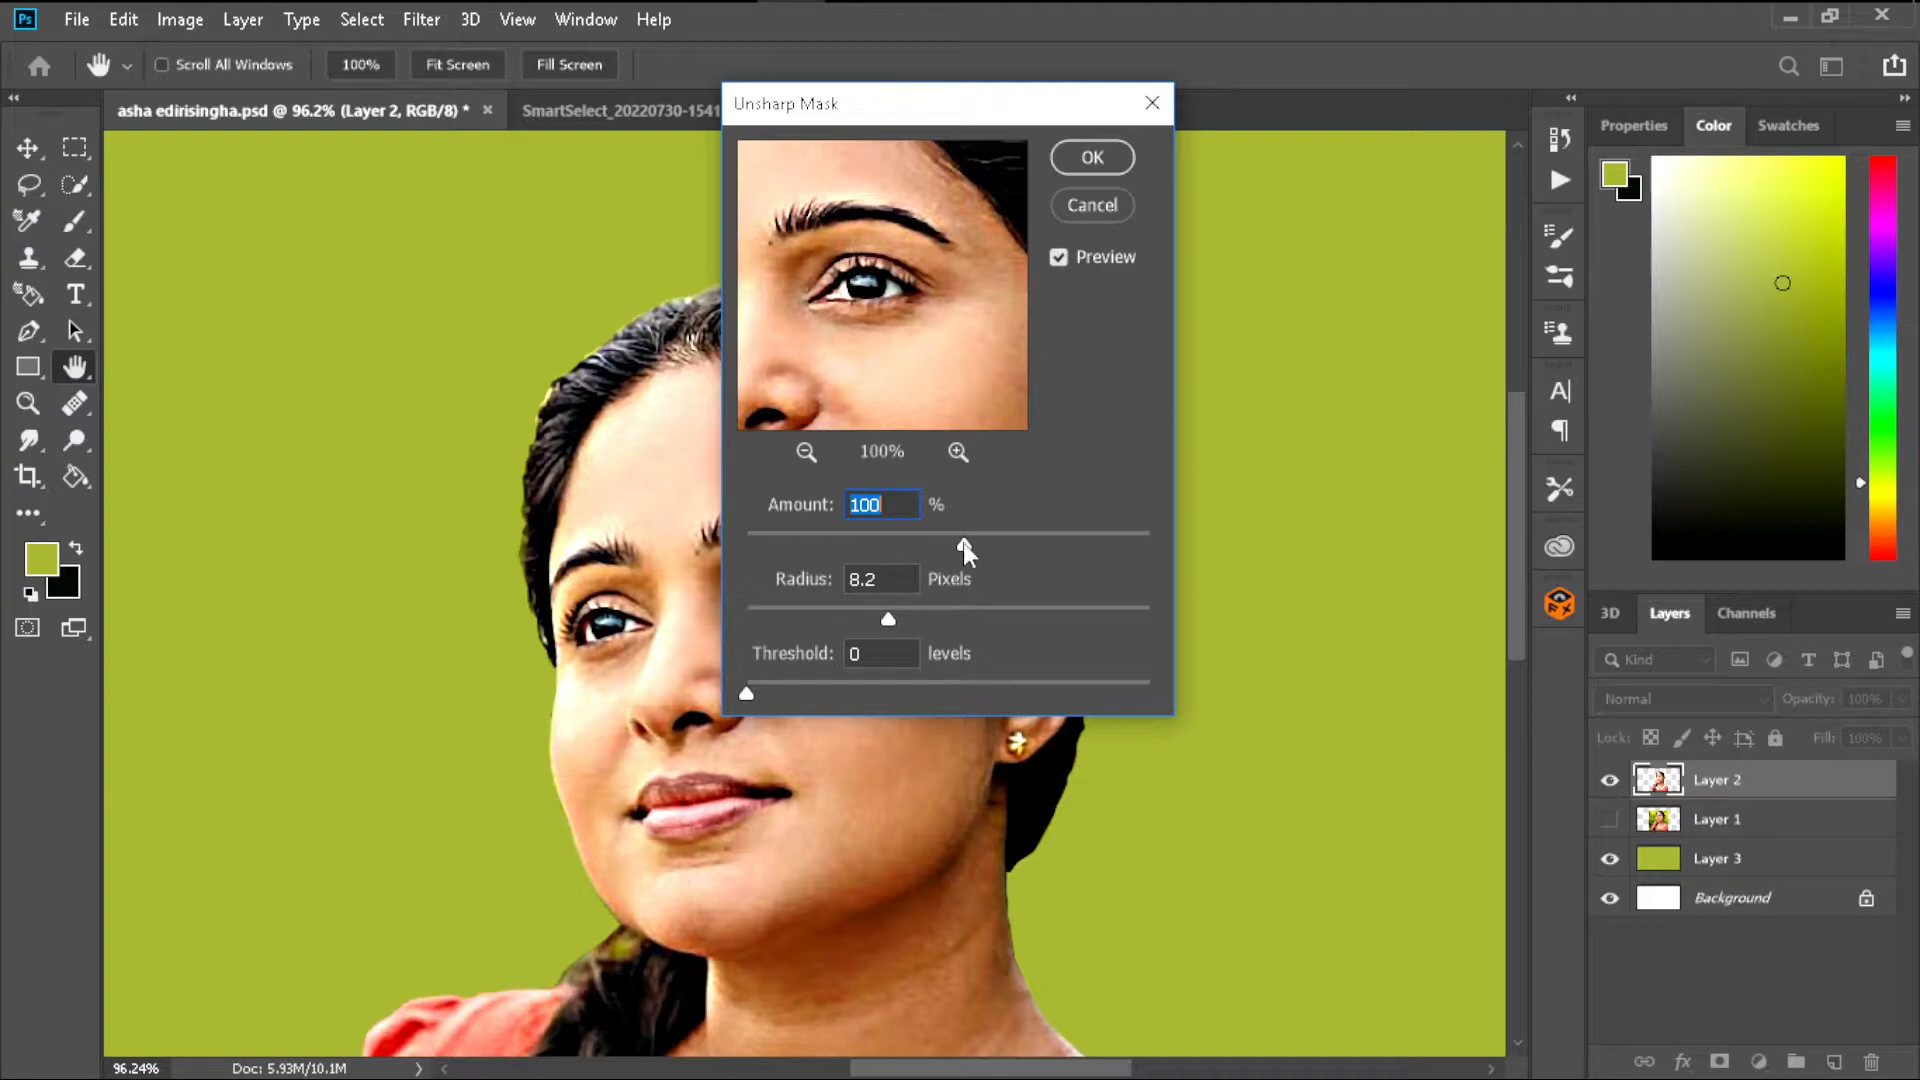 Ps File Edit Image Layer Type Select Filter 3D View Window Help
Scroll All Windows 100% Fit Screen Fill Screen
asha edirisingha.psd @ 96.2% (Layer 2, RGB/8) * SmartSelect_20220730-1541
Unsharp Mask
OK
Cancel
Preview
100%
Amount: 100 %
Radius: 8.2 Pixels
Threshold: 0 levels
Properties Color Swatches
3D Layers Channels
Kind
Normal Opacity: 100%
Lock: Fill: 100%
Layer 2
Layer 1
Layer 3
Background
96.24% Doc: 5.93M/10.1M